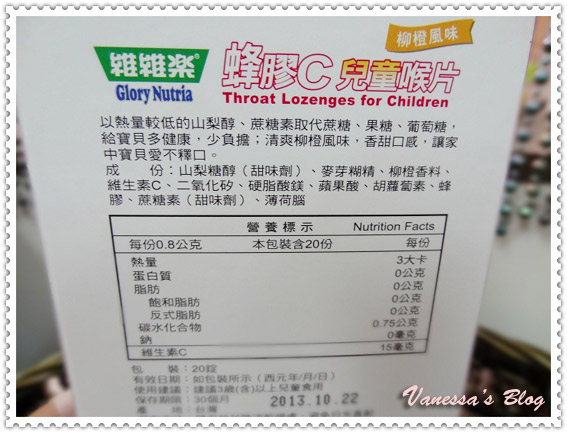 柳橙風味
維維樂
Glory Nutria
蜂膠C 兒童喉片
Throat Lozenges for Children
以熱量較低的山梨醇、蔗糖素取代蔗糖、果糖、葡萄糖，
給寶貝多健康，少負擔；清爽柳橙風味，香甜口感，讓家
中寶貝愛不釋口。
成　份：山梨糖醇（甜味劑）、麥芽糊精、柳橙香料、
維生素C、二氧化矽、硬脂酸鎂、蘋果酸、胡蘿蔔素、蜂
膠、蔗糖素（甜味劑）、薄荷腦
營養標示 Nutrition Facts
每份0.8公克 本包裝含20份 每份
熱量 3大卡
蛋白質 0公克
脂肪 0公克
飽和脂肪 0公克
反式脂肪 0公克
碳水化合物 0.75公克
鈉 0毫克
維生素C 15毫克
包　裝：20錠
有效日期：如包裝所示（西元年/月/日）
使用建議：建議3歲(含)以上兒童食用
保存期限：30個月 2013.10.22
產　地：台灣
Vanessa's Blog